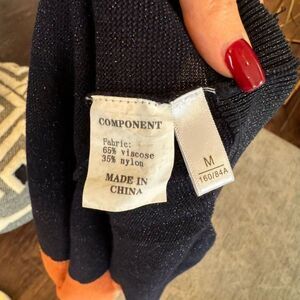 COMPONENT
Fabric:
65% viscose
35% nylon
MADE IN
CHINA
M
160/84A